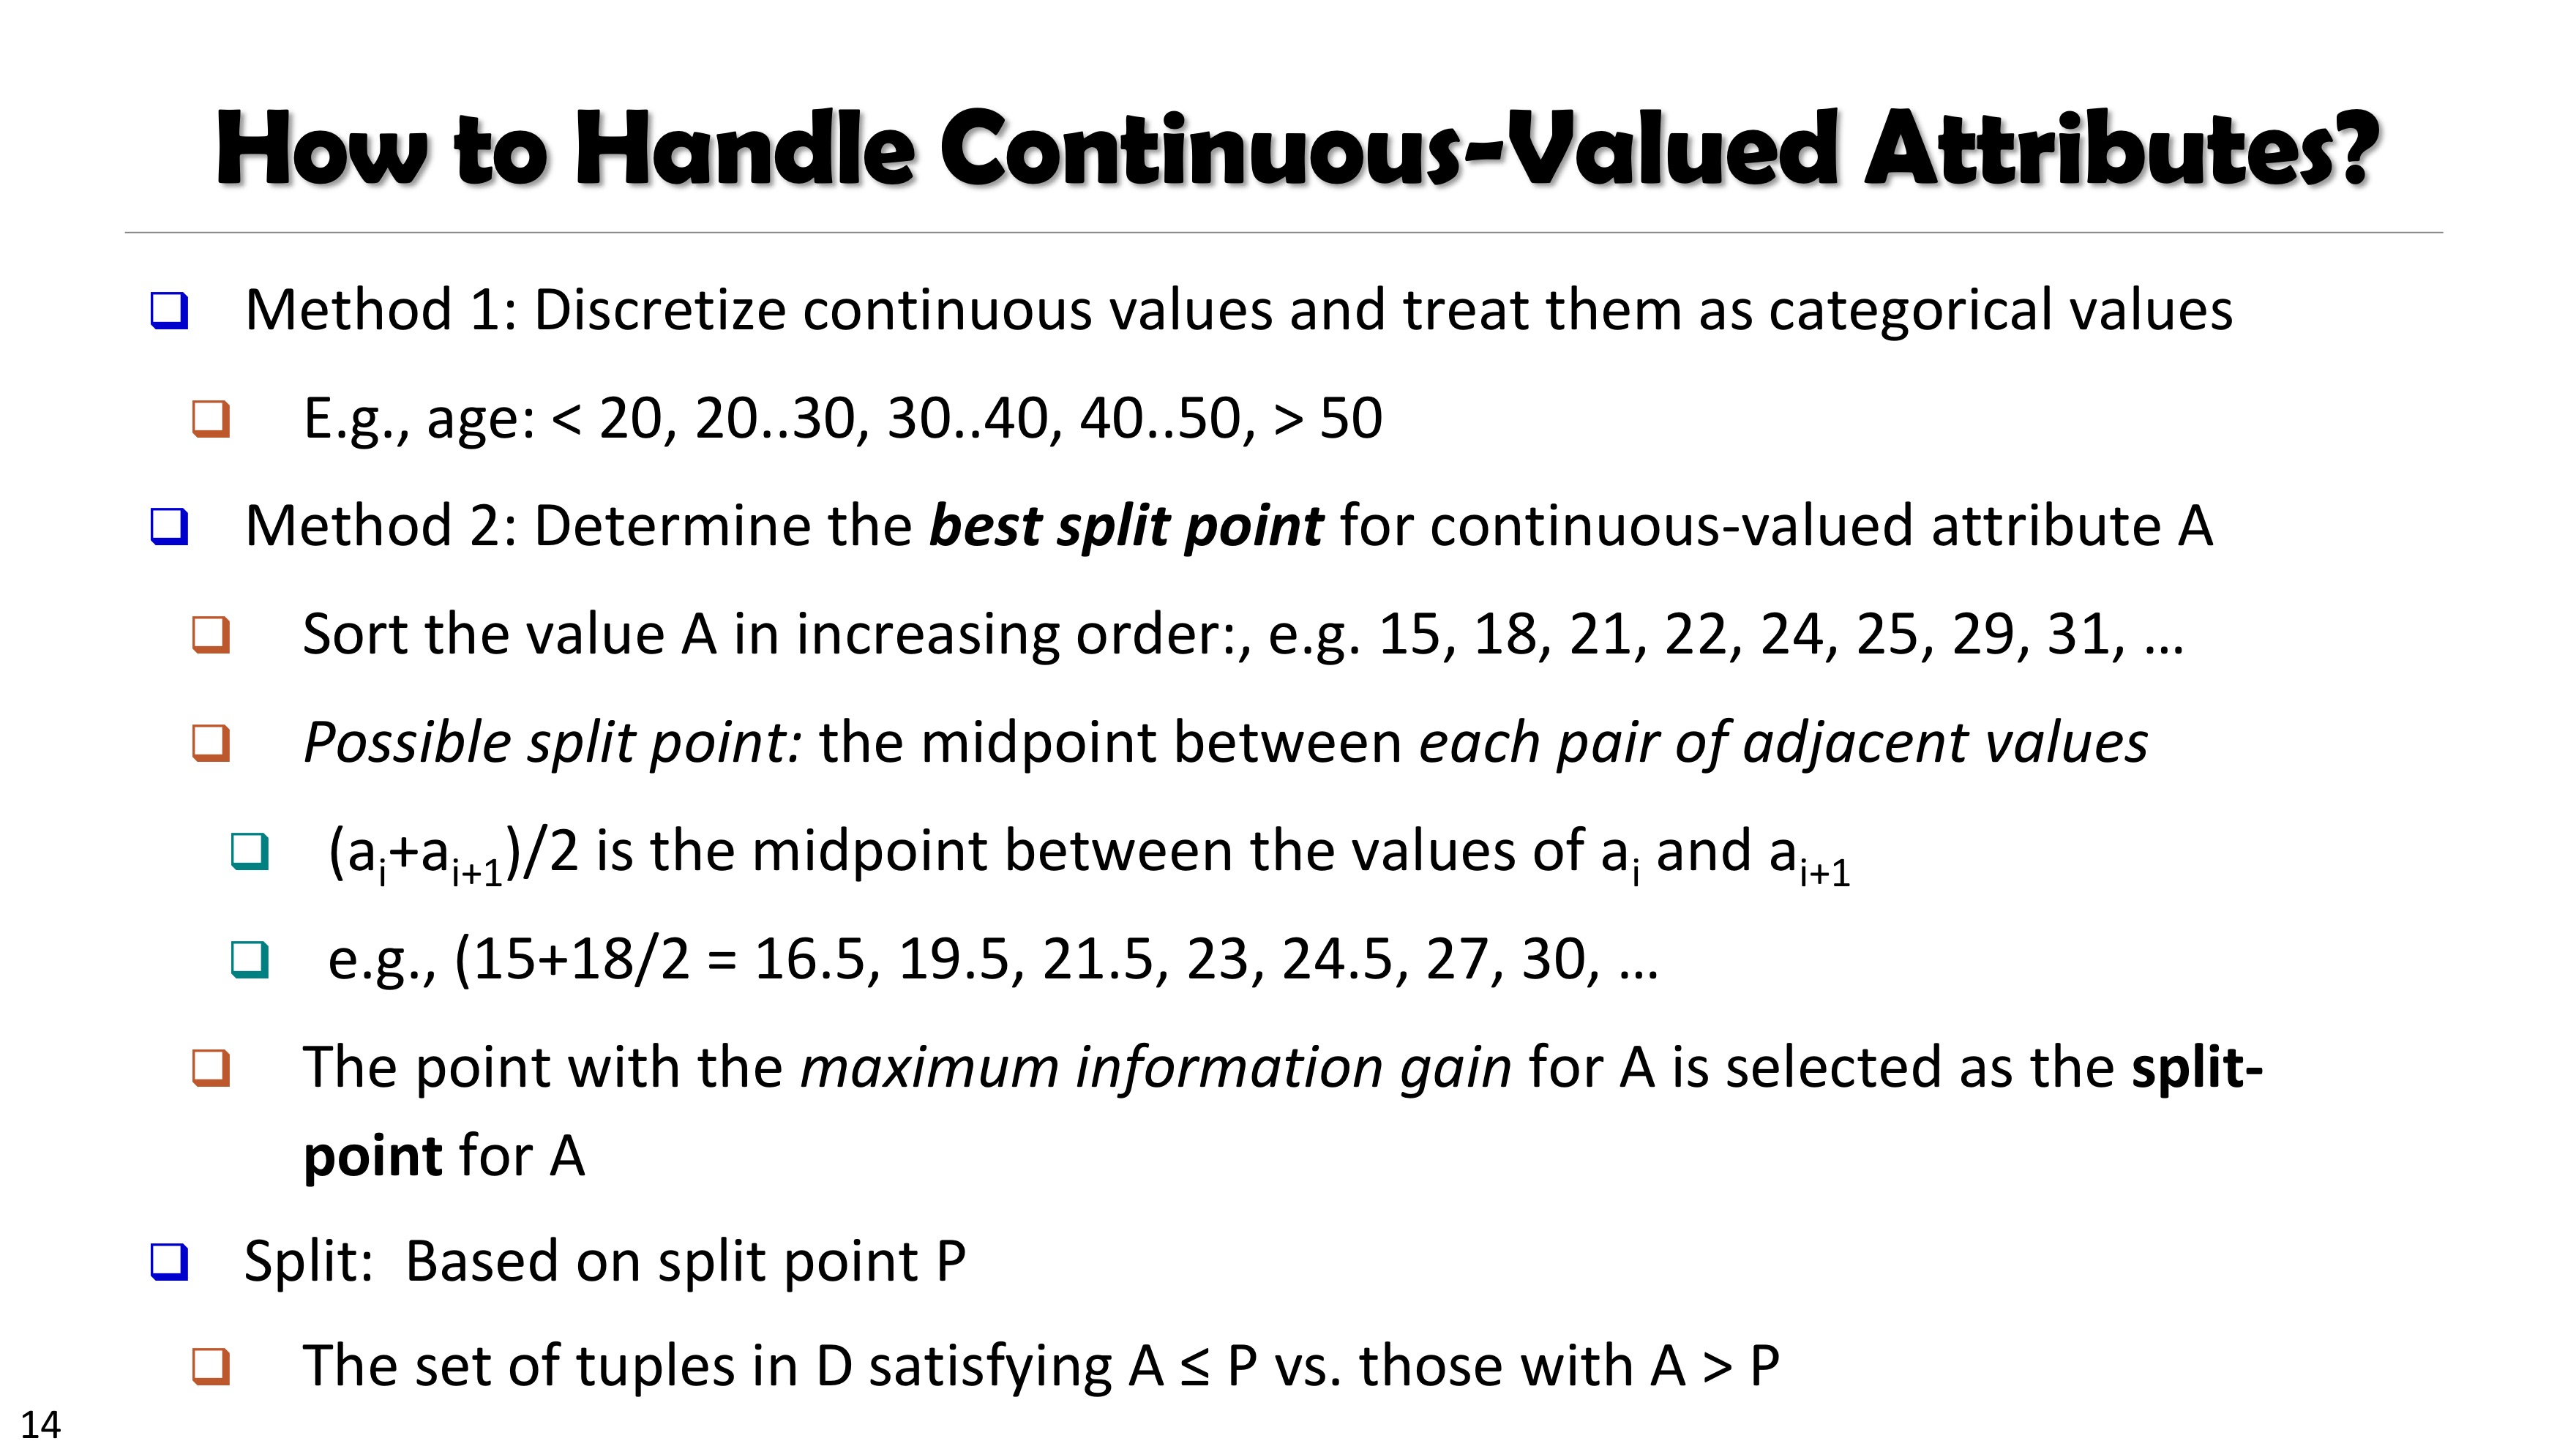 How to Handle Continuous-Valued Attributes?
Method 1: Discretize continuous values and treat them as categorical values
E.g., age: < 20, 20..30, 30..40, 40..50, > 50
Method 2: Determine the best split point for continuous-valued attribute A
Sort the value A in increasing order:, e.g. 15, 18, 21, 22, 24, 25, 29, 31, ...
Possible split point: the midpoint between each pair of adjacent values
(ai+ai+1)/2 is the midpoint between the values of ai and ai+1
e.g., (15+18/2 = 16.5, 19.5, 21.5, 23, 24.5, 27, 30, ...
The point with the maximum information gain for A is selected as the split-
point for A
Split:  Based on split point P
The set of tuples in D satisfying A ≤ P vs. those with A > P
14